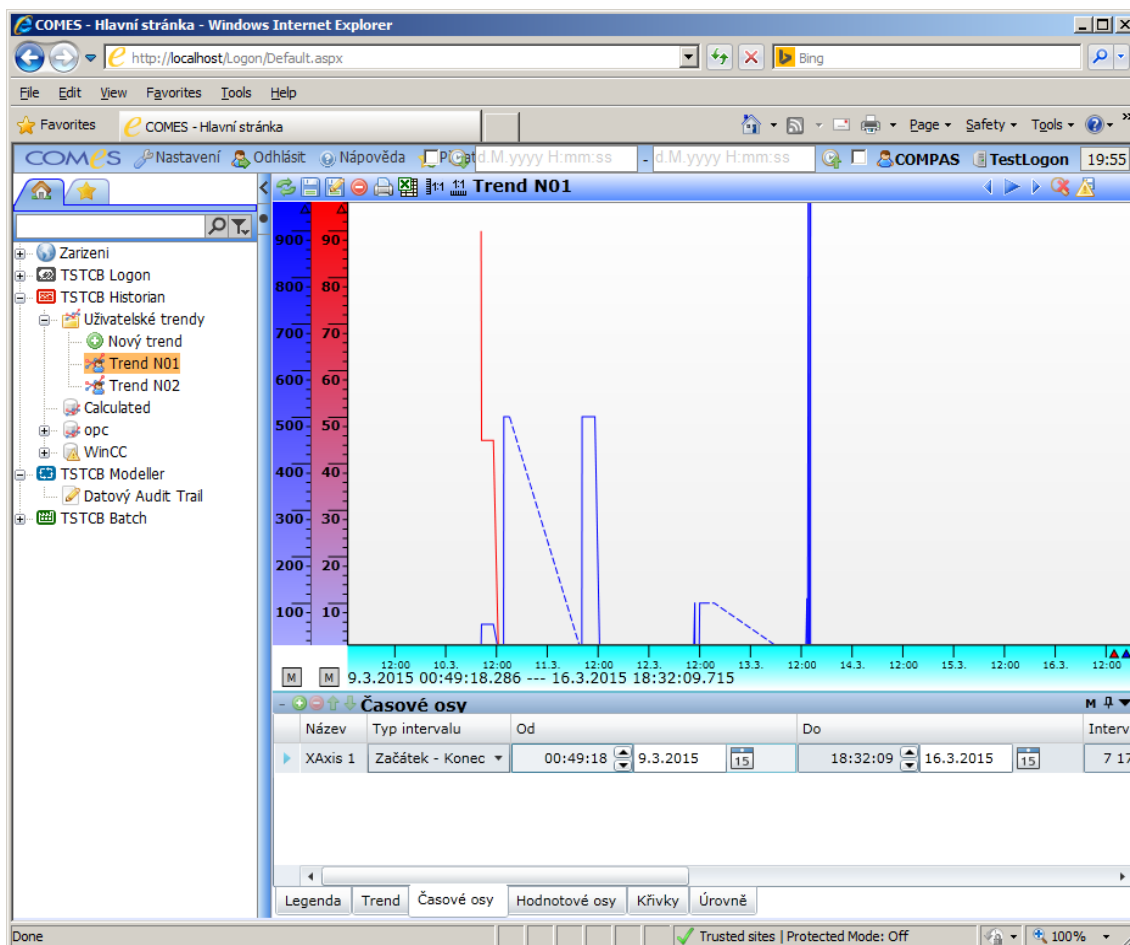 COMES - Hlavní stránka - Windows Internet Explorer
http://localhost/Logon/Default.aspx
Bing
File Edit View Favorites Tools Help
Favorites COMES - Hlavní stránka Page Safety Tools
COMES Nastavení Odhlásit Nápověda d.M.yyyy H:mm:ss - d.M.yyyy H:mm:ss COMPAS TestLogon 19:55
1:1 1:1 Trend N01
Zarizeni
TSTCB Logon
TSTCB Historian
Uživatelské trendy
Nový trend
Trend N01
Trend N02
Calculated
opc
WinCC
TSTCB Modeller
Datový Audit Trail
TSTCB Batch
900 90
800 80
700 70
600 60
500 50
400 40
300 30
200 20
100 10
12:00 10.3. 12:00 11.3. 12:00 12.3. 12:00 13.3. 12:00 14.3. 12:00 15.3. 12:00 16.3. 12:00
M M 9.3.2015 00:49:18.286 --- 16.3.2015 18:32:09.715
- Časové osy M
Název Typ intervalu Od Do Interv
XAxis 1 Začátek - Konec 00:49:18 9.3.2015 15 18:32:09 16.3.2015 15 7 17
Legenda Trend Časové osy Hodnotové osy Křivky Úrovně
Done Trusted sites | Protected Mode: Off 100%